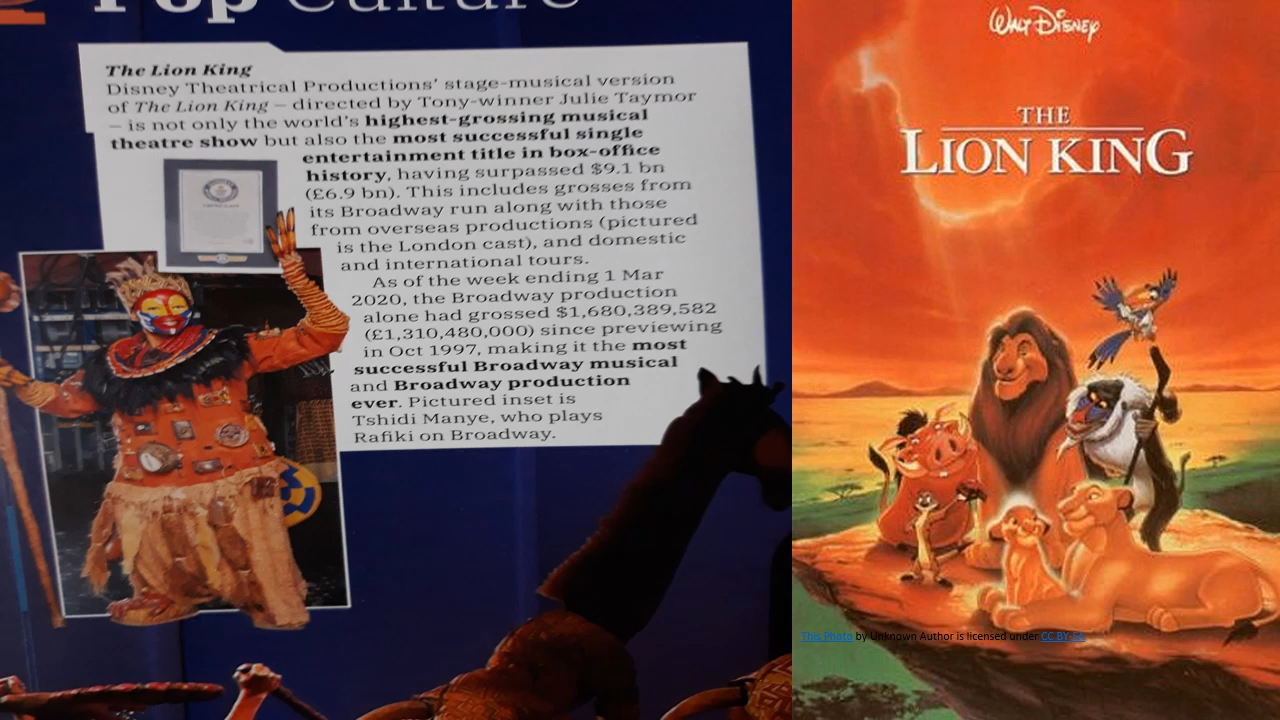 Pop Culture
The Lion King
Disney Theatrical Productions' stage-musical version
of The Lion King – directed by Tony-winner Julie Taymor
– is not only the world's highest-grossing musical
theatre show but also the most successful single
entertainment title in box-office
history, having surpassed $9.1 bn
(£6.9 bn). This includes grosses from
its Broadway run along with those
from overseas productions (pictured
is the London cast), and domestic
and international tours.
As of the week ending 1 Mar
2020, the Broadway production
alone had grossed $1,680,389,582
(£1,310,480,000) since previewing
in Oct 1997, making it the most
successful Broadway musical
and Broadway production
ever. Pictured inset is
Tshidi Manye, who plays
Rafiki on Broadway.
WALT DISNEY
THE
LION KING
This Photo by Unknown Author is licensed under CC BY-SA